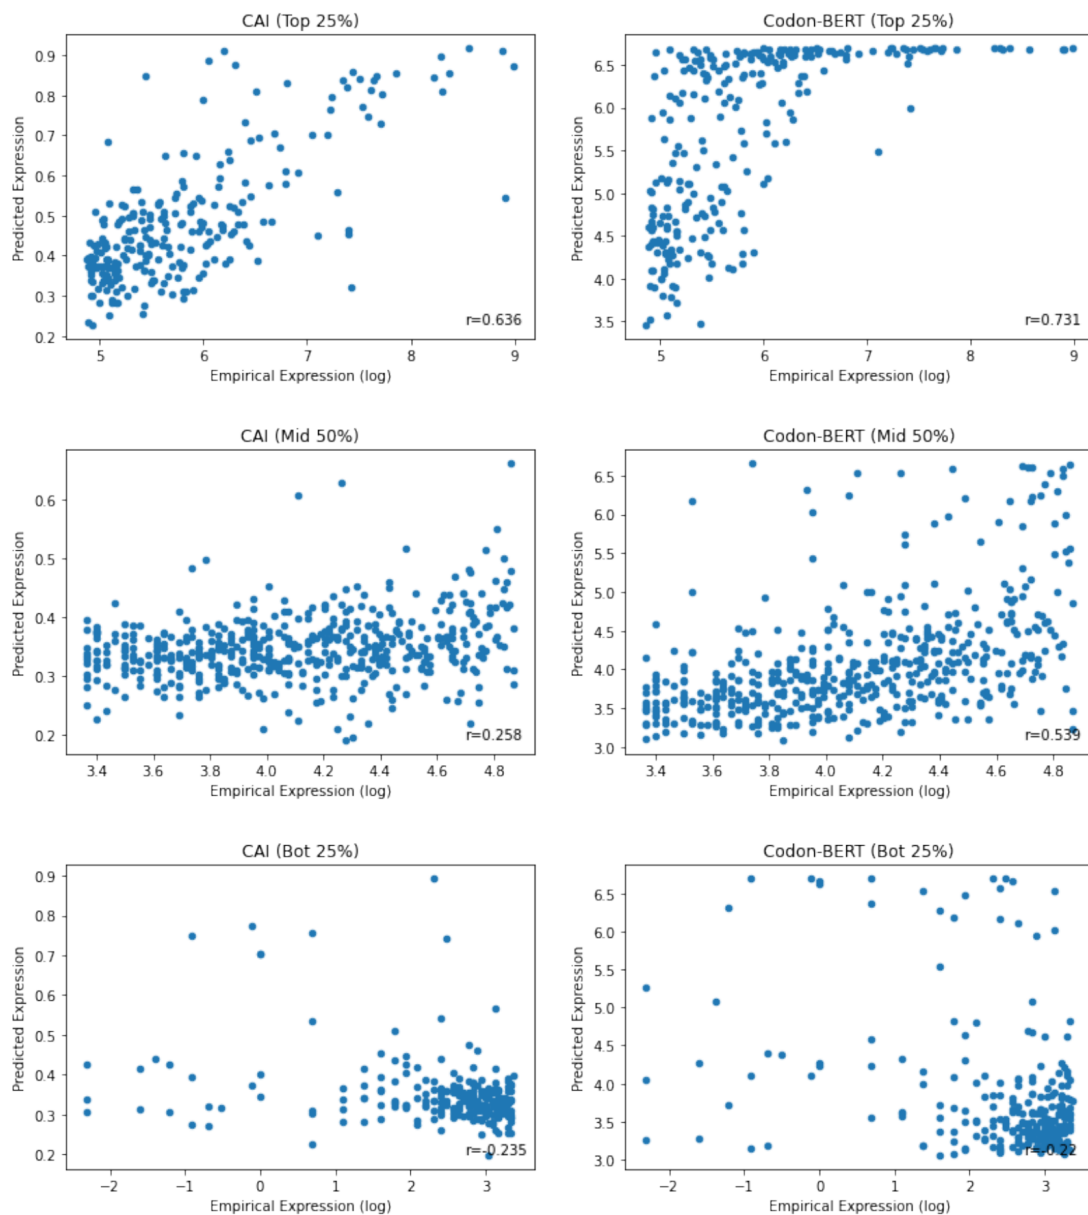 CAI (Top 25%)
Predicted Expression
0.9
0.8
0.7
0.6
0.5
0.4
0.3
0.2
r=0.636
5 6 7 8 9
Empirical Expression (log)
Codon-BERT (Top 25%)
Predicted Expression
6.5
6.0
5.5
5.0
4.5
4.0
3.5
r=0.731
5 6 7 8 9
Empirical Expression (log)
CAI (Mid 50%)
Predicted Expression
0.6
0.5
0.4
0.3
0.2
r=0.258
3.4 3.6 3.8 4.0 4.2 4.4 4.6 4.8
Empirical Expression (log)
Codon-BERT (Mid 50%)
Predicted Expression
6.5
6.0
5.5
5.0
4.5
4.0
3.5
3.0
r=0.539
3.4 3.6 3.8 4.0 4.2 4.4 4.6 4.8
Empirical Expression (log)
CAI (Bot 25%)
Predicted Expression
0.9
0.8
0.7
0.6
0.5
0.4
0.3
0.2
r=-0.235
−2 −1 0 1 2 3
Empirical Expression (log)
Codon-BERT (Bot 25%)
Predicted Expression
6.5
6.0
5.5
5.0
4.5
4.0
3.5
3.0
r=-0.22
−2 −1 0 1 2 3
Empirical Expression (log)